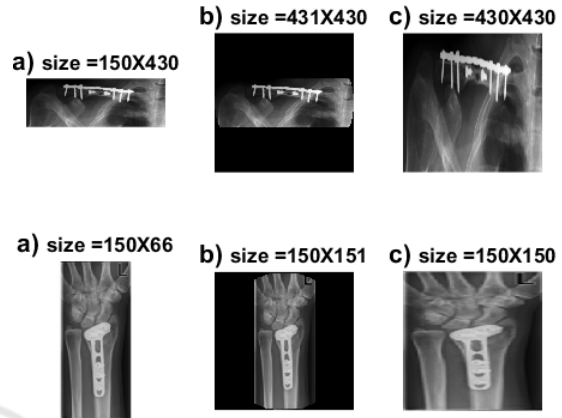 a) size =150X430
b) size =431X430
c) size =430X430
a) size =150X66
b) size =150X151
c) size =150X150
L